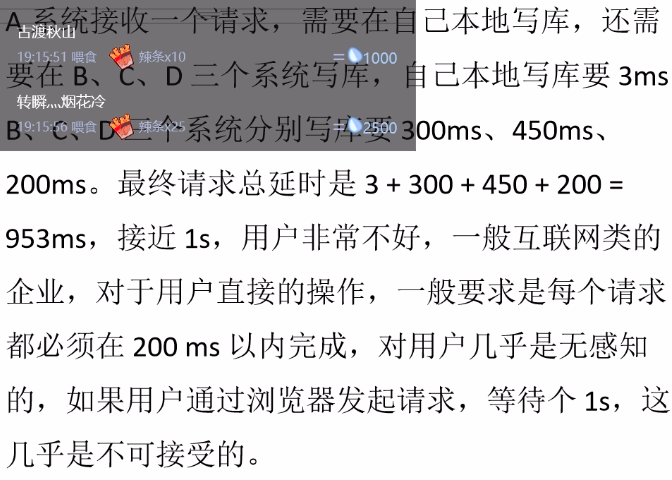 A 系统接收一个请求，需要在自己本地写库，还需
古渡秋山
19:15:51 喂食 辣条x10 =1000
要在 B、C、D 三个系统写库，自己本地写库要 3ms
转瞬灬烟花冷
19:15:56 喂食 辣条x25 =2500
B、C、D 三个系统分别写库要 300ms、450ms、
200ms。最终请求总延时是 3 + 300 + 450 + 200 =
953ms，接近 1s，用户非常不好，一般互联网类的
企业，对于用户直接的操作，一般要求是每个请求
都必须在 200 ms 以内完成，对用户几乎是无感知
的，如果用户通过浏览器发起请求，等待个 1s，这
几乎是不可接受的。